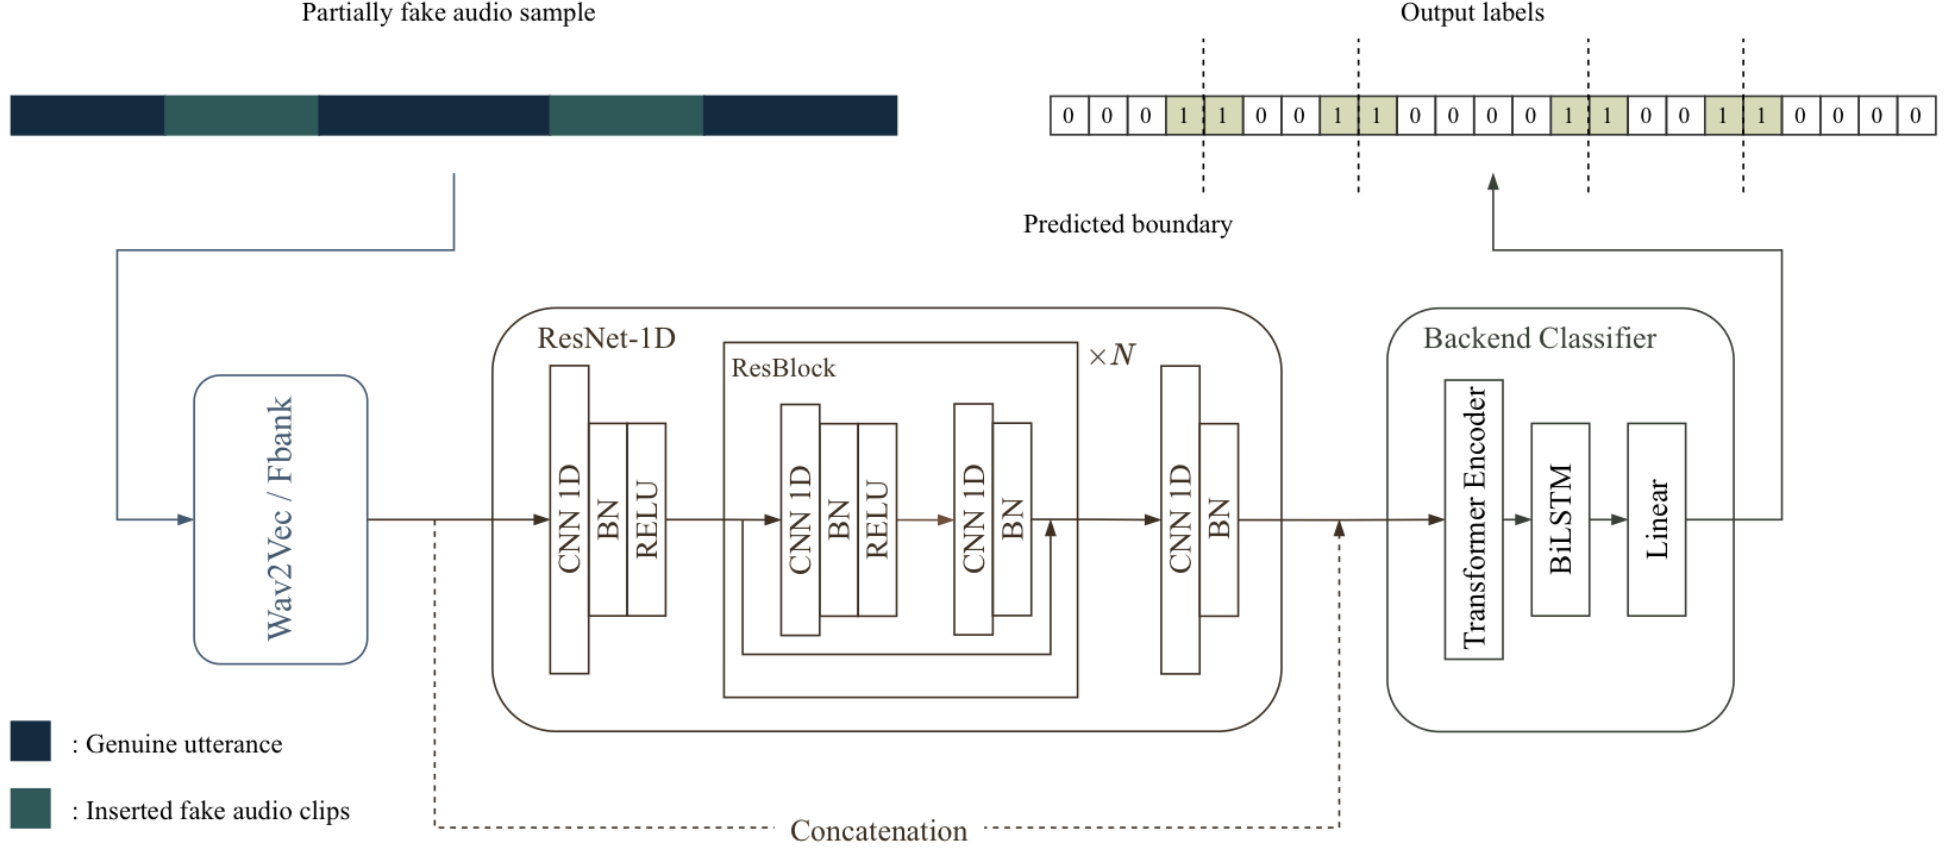 Partially fake audio sample
Output labels
0 0 0 1 1 0 0 1 1 0 0 0 0 1 1 0 0 1 1 0 0 0 0
Predicted boundary
ResNet-1D
ResBlock
×N
Backend Classifier
Wav2Vec / Fbank
CNN 1D
BN
RELU
CNN 1D
BN
RELU
CNN 1D
BN
CNN 1D
BN
Transformer Encoder
BiLSTM
Linear
: Genuine utterance
: Inserted fake audio clips
Concatenation